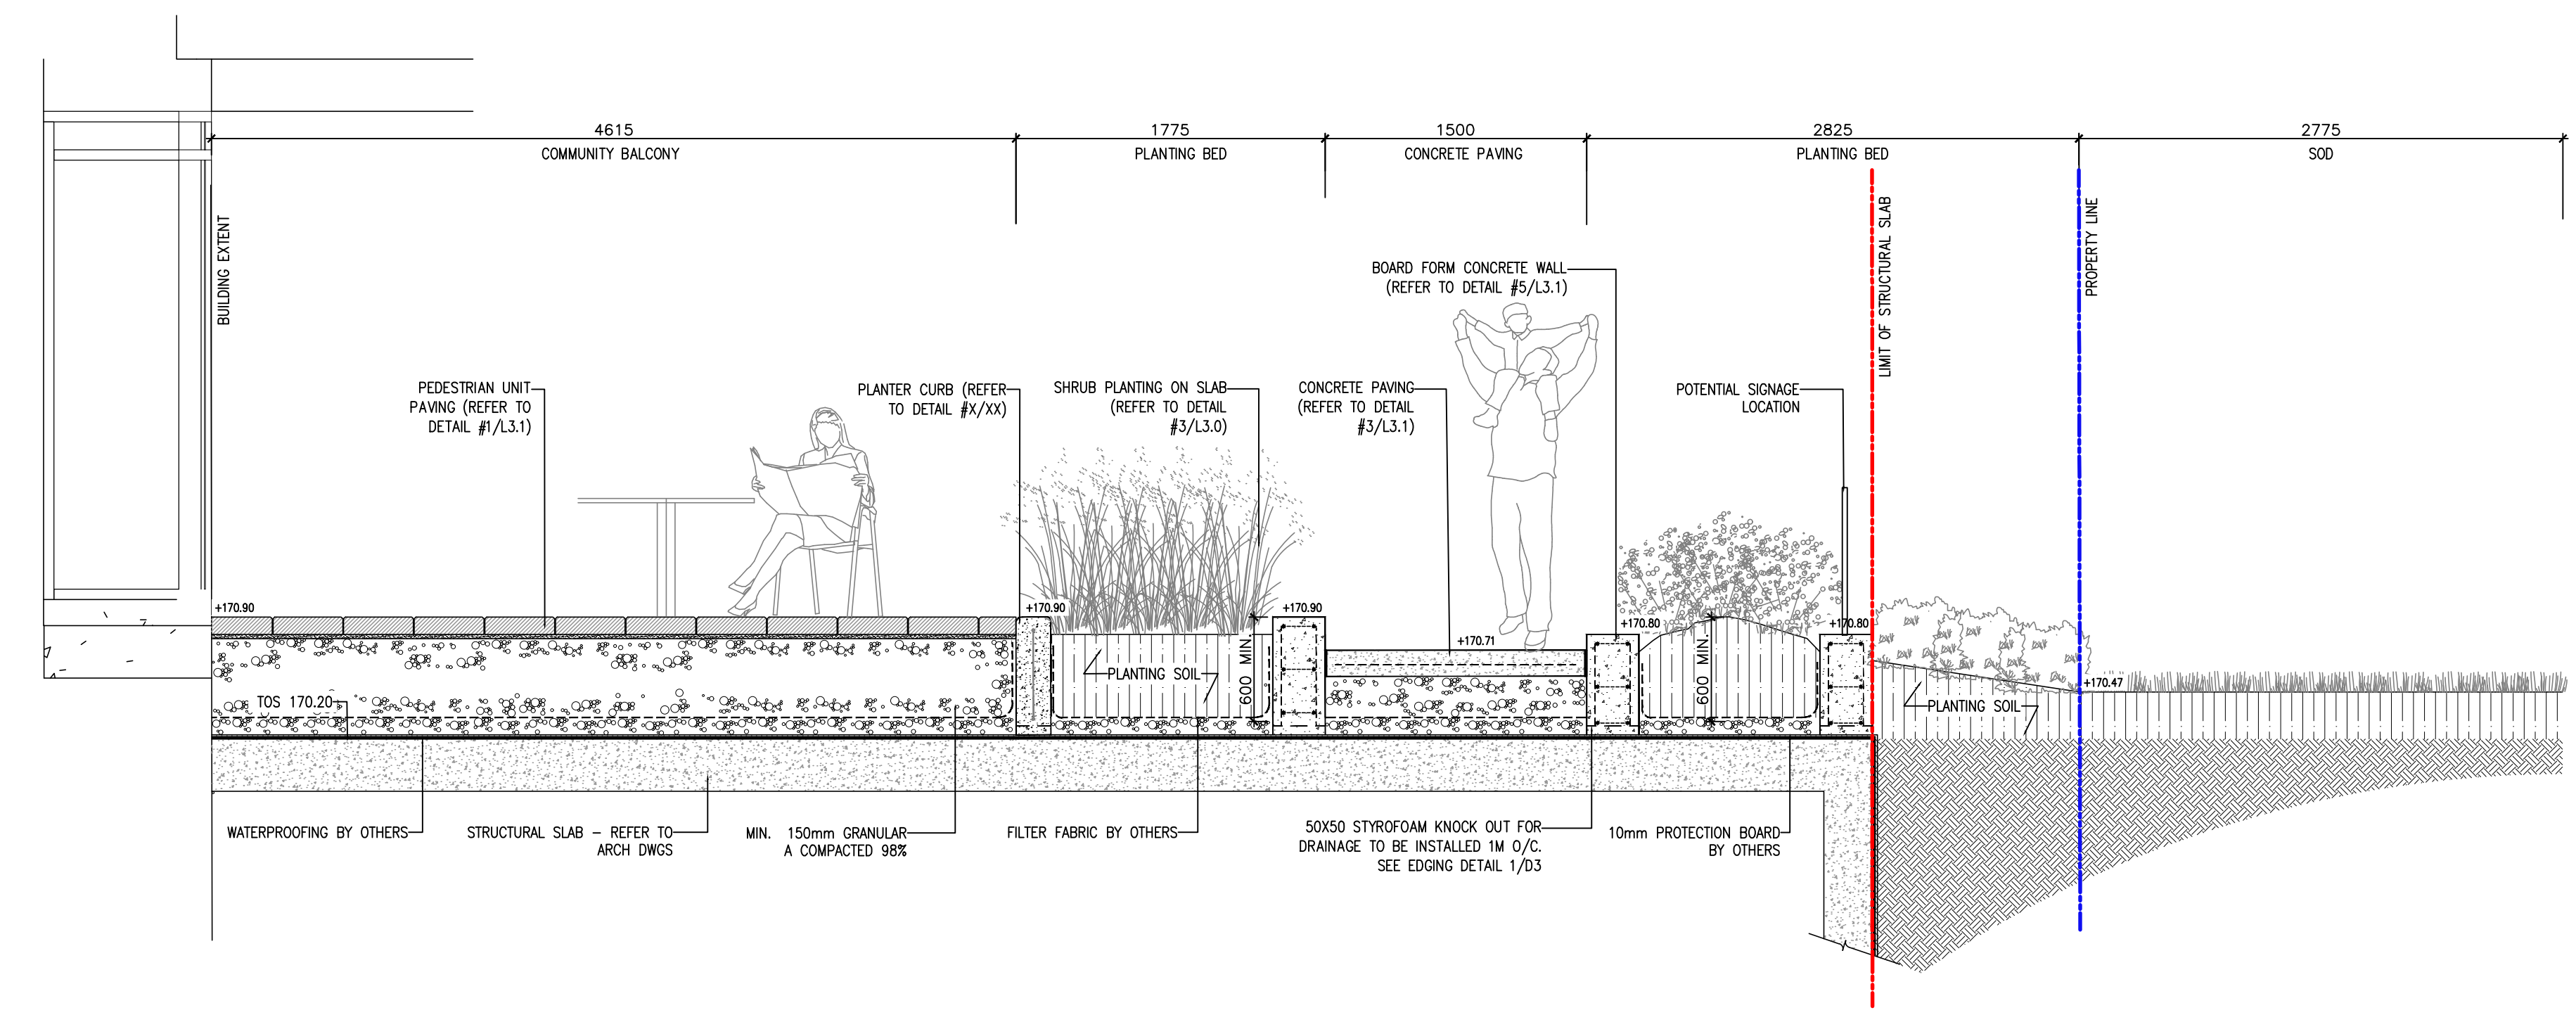 4615
COMMUNITY BALCONY
1775
PLANTING BED
1500
CONCRETE PAVING
2825
PLANTING BED
2775
SOD
BUILDING EXTENT
LIMIT OF STRUCTURAL SLAB
PROPERTY LINE
BOARD FORM CONCRETE WALL
(REFER TO DETAIL #5/L3.1)
PEDESTRIAN UNIT
PAVING (REFER TO
DETAIL #1/L3.1)
PLANTER CURB (REFER
TO DETAIL #X/XX)
SHRUB PLANTING ON SLAB
(REFER TO DETAIL
#3/L3.0)
CONCRETE PAVING
(REFER TO DETAIL
#3/L3.1)
POTENTIAL SIGNAGE
LOCATION
+170.90
+170.90
+170.90
+170.71
+170.80
+170.80
+170.47
TOS 170.20
PLANTING SOIL
600 MIN.
600 MIN.
PLANTING SOIL
WATERPROOFING BY OTHERS
STRUCTURAL SLAB – REFER TO
ARCH DWGS
MIN. 150mm GRANULAR
A COMPACTED 98%
FILTER FABRIC BY OTHERS
50X50 STYROFOAM KNOCK OUT FOR
DRAINAGE TO BE INSTALLED 1M O/C.
SEE EDGING DETAIL 1/D3
10mm PROTECTION BOARD
BY OTHERS